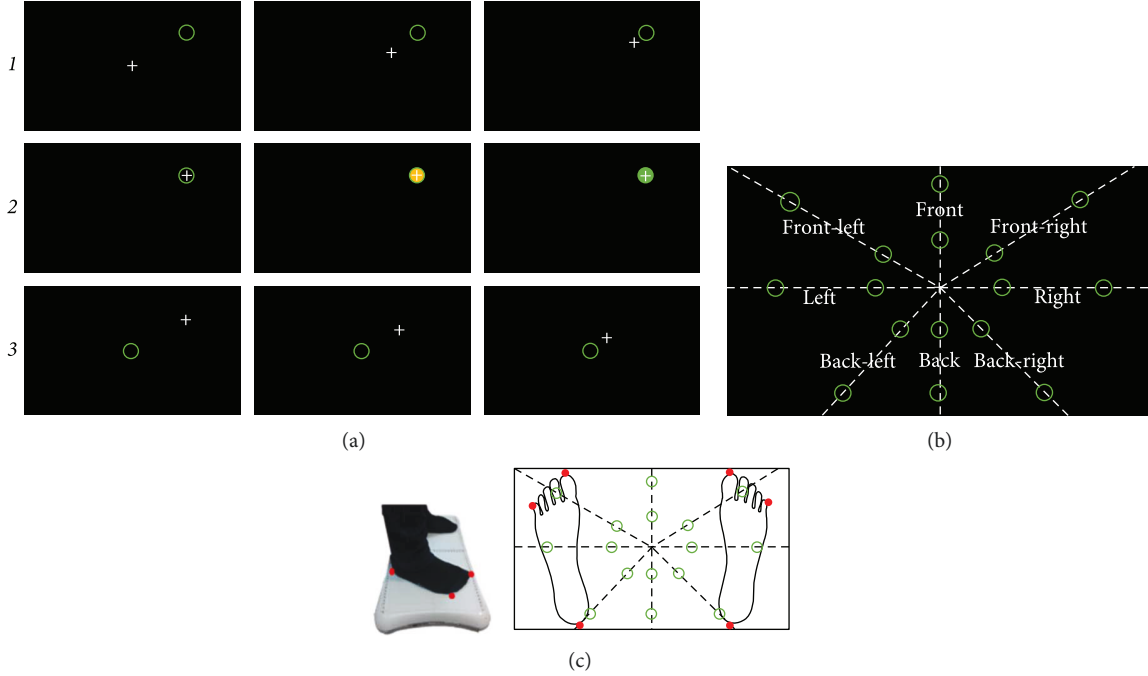 1
2
3
(a)
Front
Front-left
Front-right
Left
Right
Back-left
Back
Back-right
(b)
(c)